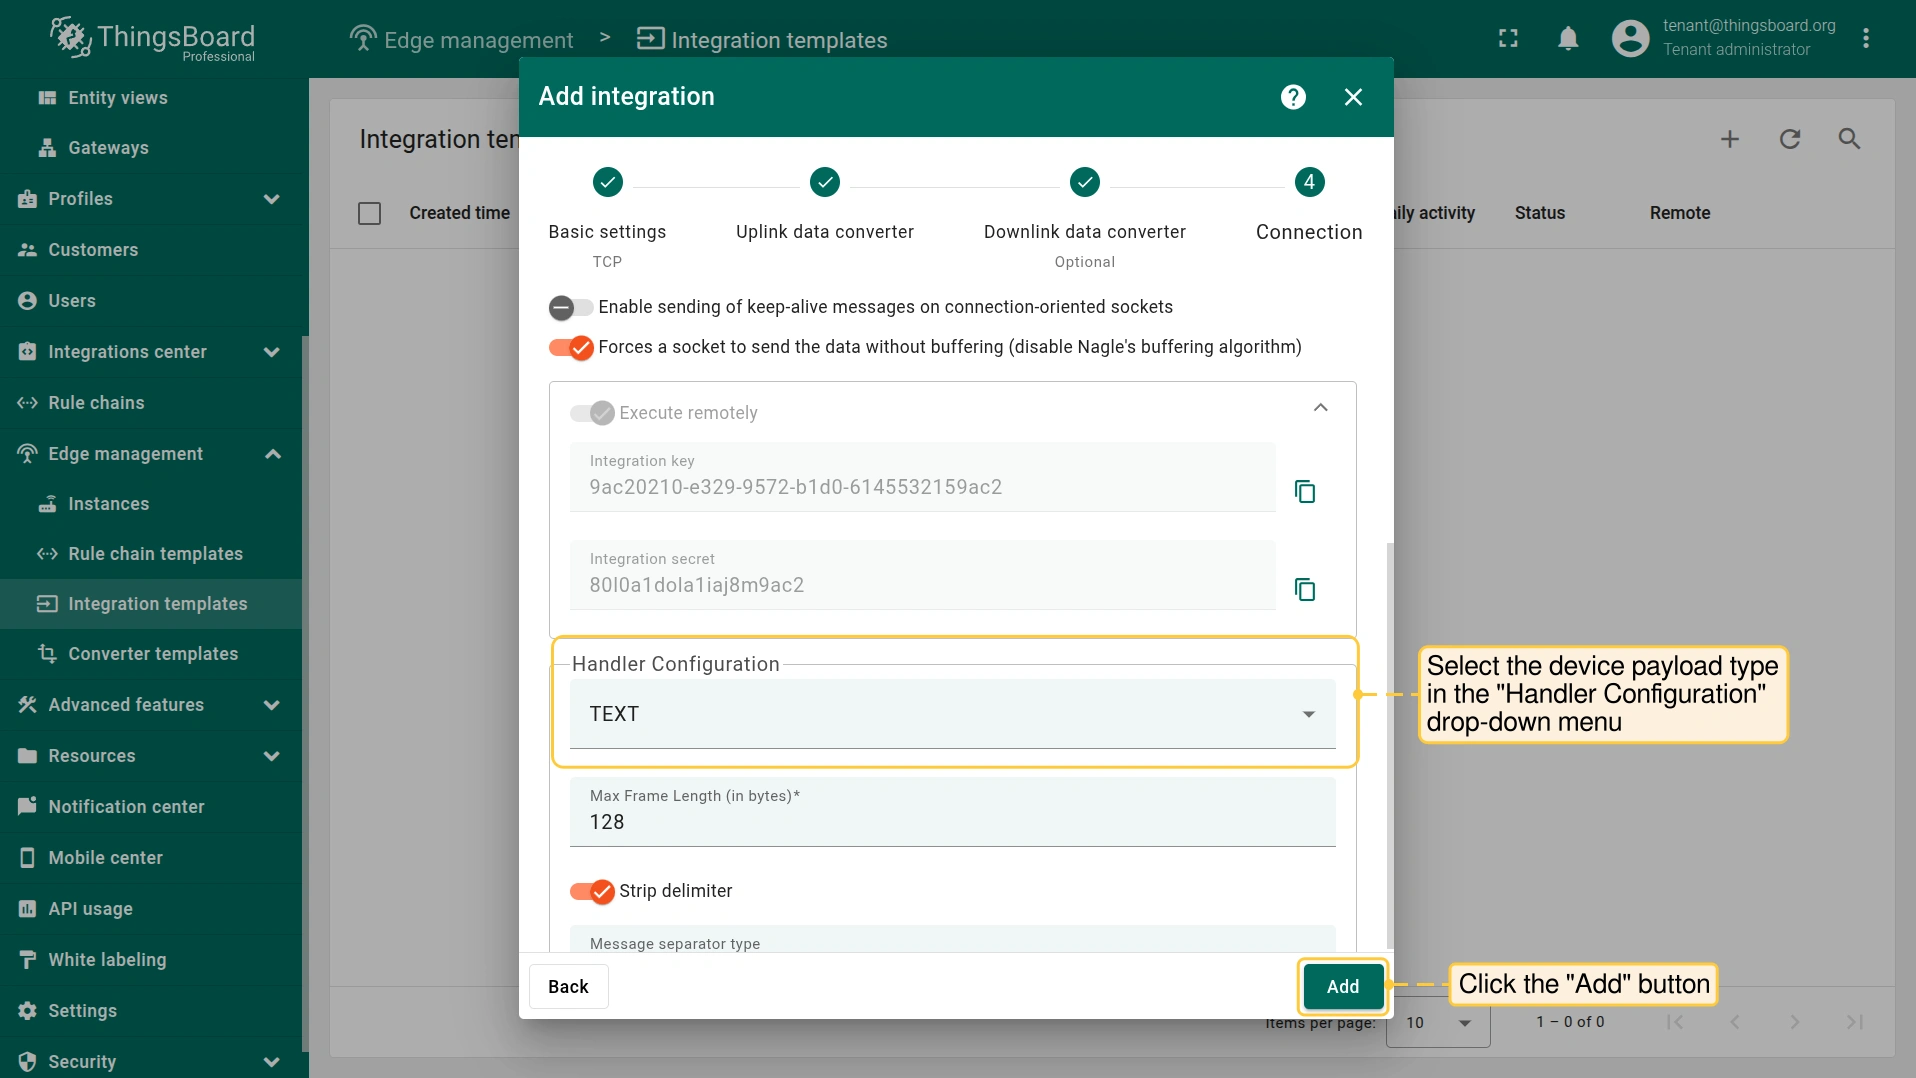 ThingsBoard
Professional
Edge management > Integration templates
tenant@thingsboard.org
Tenant administrator
Entity views
Gateways
Profiles
Customers
Users
Integrations center
Rule chains
Edge management
Instances
Rule chain templates
Integration templates
Converter templates
Advanced features
Resources
Notification center
Mobile center
API usage
White labeling
Settings
Security
Integration tem
Created time
ily activity
Status
Remote
Add integration
4
Basic settings
TCP
Uplink data converter
Downlink data converter
Optional
Connection
Enable sending of keep-alive messages on connection-oriented sockets
Forces a socket to send the data without buffering (disable Nagle's buffering algorithm)
Execute remotely
Integration key
9ac20210-e329-9572-b1d0-6145532159ac2
Integration secret
80l0a1dola1iaj8m9ac2
Handler Configuration
TEXT
Max Frame Length (in bytes)*
128
Strip delimiter
Message separator type
Back
Add
Select the device payload type
in the "Handler Configuration"
drop-down menu
Click the "Add" button
Items per page:
10
1 – 0 of 0